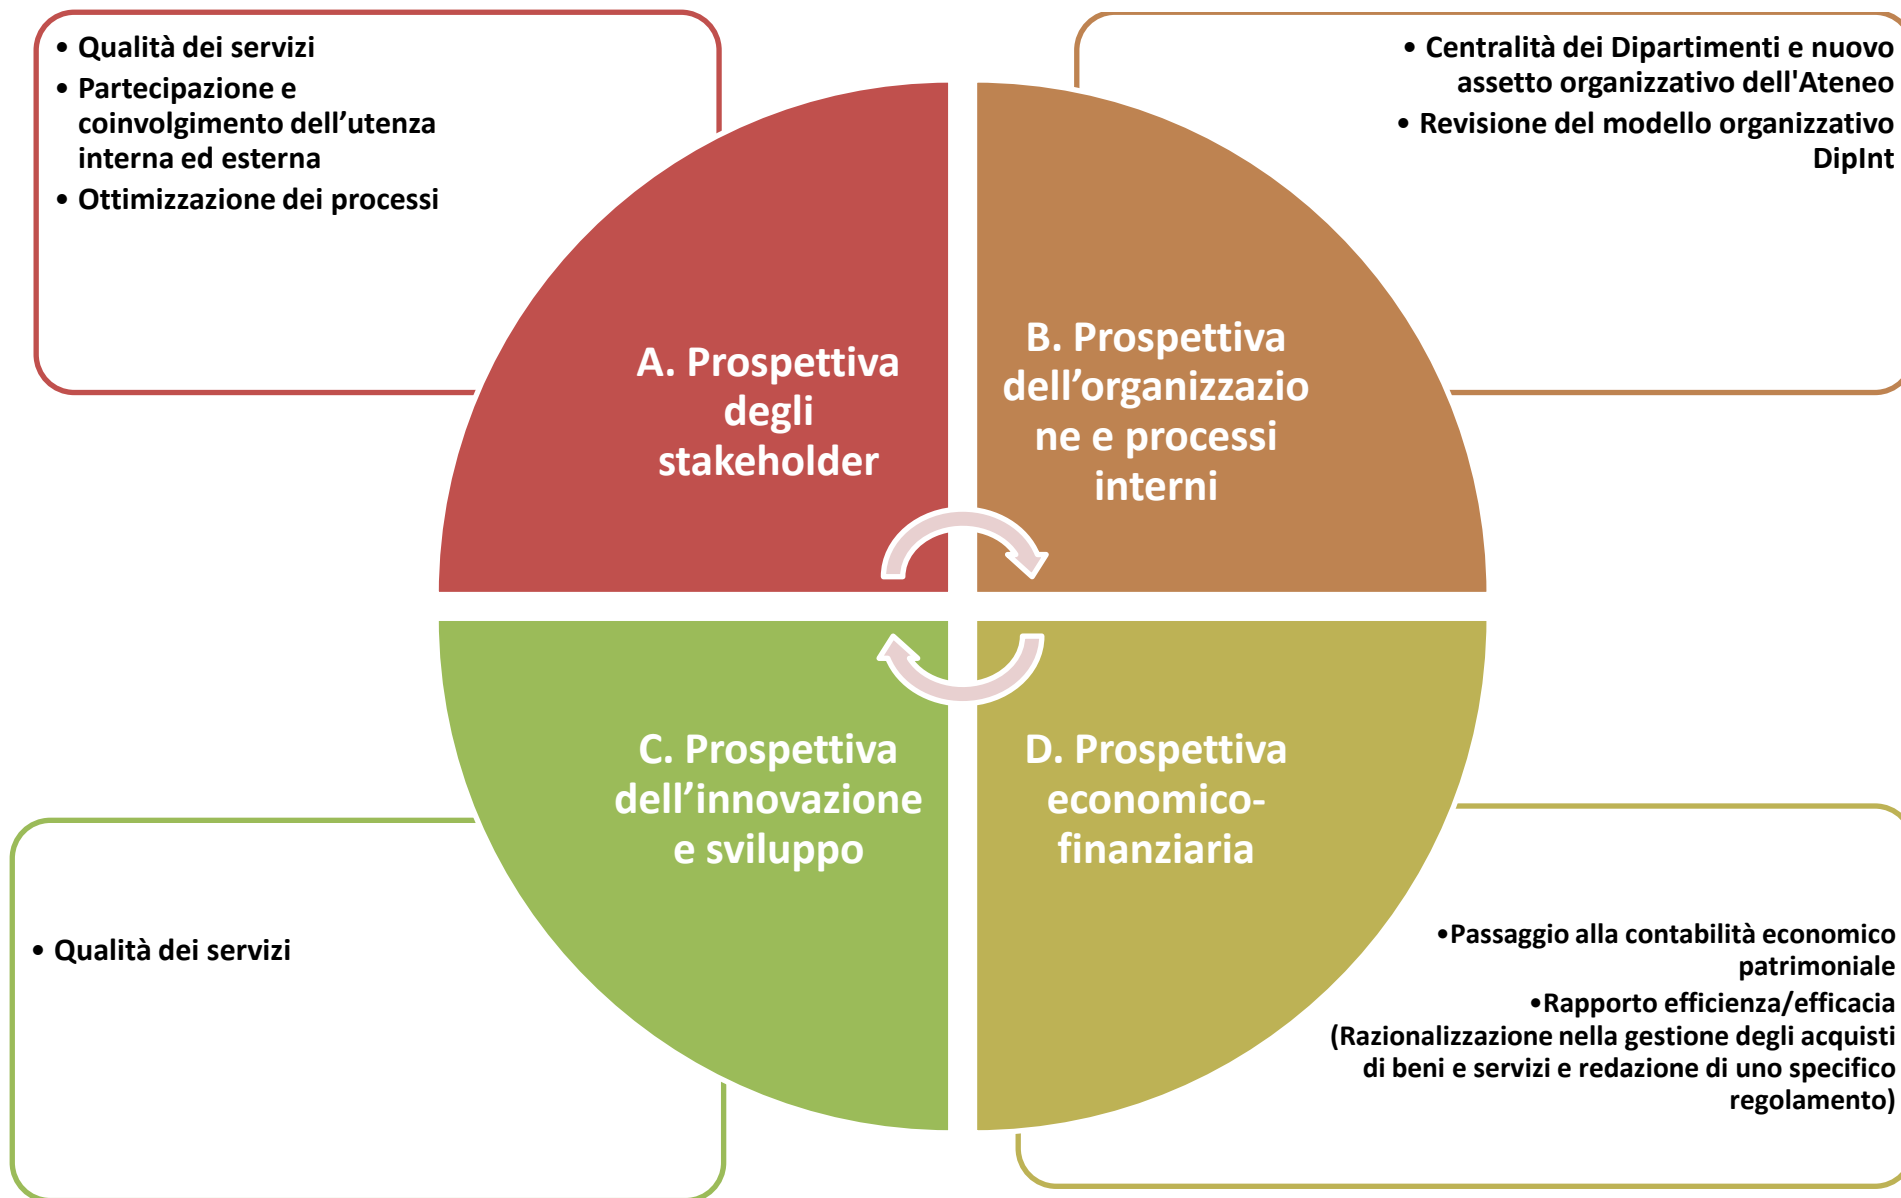 • Qualità dei servizi
• Partecipazione e
coinvolgimento dell’utenza
interna ed esterna
• Ottimizzazione dei processi
• Centralità dei Dipartimenti e nuovo
assetto organizzativo dell'Ateneo
• Revisione del modello organizzativo
DipInt
A. Prospettiva
degli
stakeholder
B. Prospettiva
dell’organizzazio
ne e processi
interni
C. Prospettiva
dell’innovazione
e sviluppo
D. Prospettiva
economico-
finanziaria
• Qualità dei servizi
•Passaggio alla contabilità economico
patrimoniale
•Rapporto efficienza/efficacia
(Razionalizzazione nella gestione degli acquisti
di beni e servizi e redazione di uno specifico
regolamento)